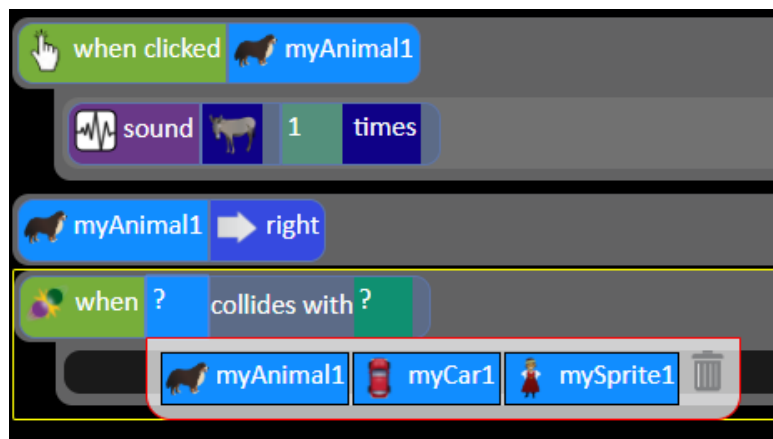 when clicked myAnimal1
sound 1 times
myAnimal1 right
when ? collides with ?
myAnimal1 myCar1 mySprite1